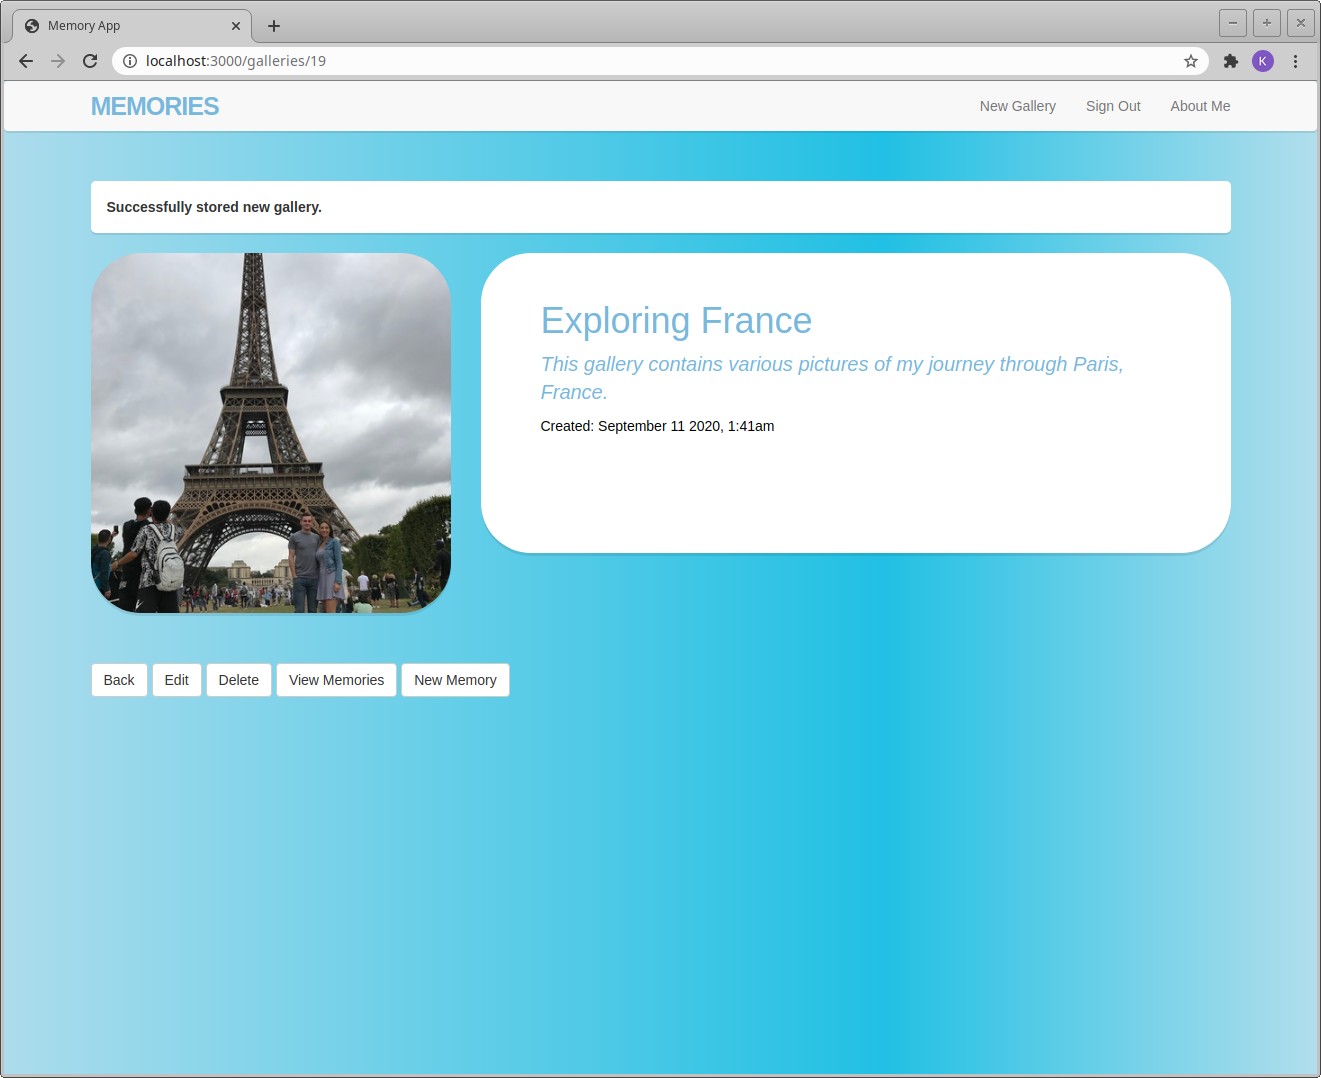 Memory App
localhost:3000/galleries/19
K
MEMORIES
New Gallery Sign Out About Me
Successfully stored new gallery.
Exploring France
This gallery contains various pictures of my journey through Paris,
France.
Created: September 11 2020, 1:41am
Back Edit Delete View Memories New Memory